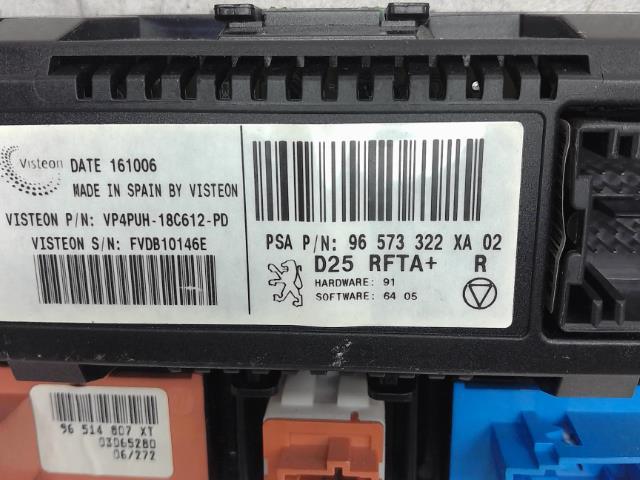 Visteon
DATE 161006
MADE IN SPAIN BY VISTEON
VISTEON P/N: VP4PUH-18C612-PD
VISTEON S/N: FVDB10146E
PSA P/N: 96 573 322 XA 02
D25 RFTA+ R
HARDWARE: 91
SOFTWARE: 64 05
96 514 807 XT
03065280
06/272